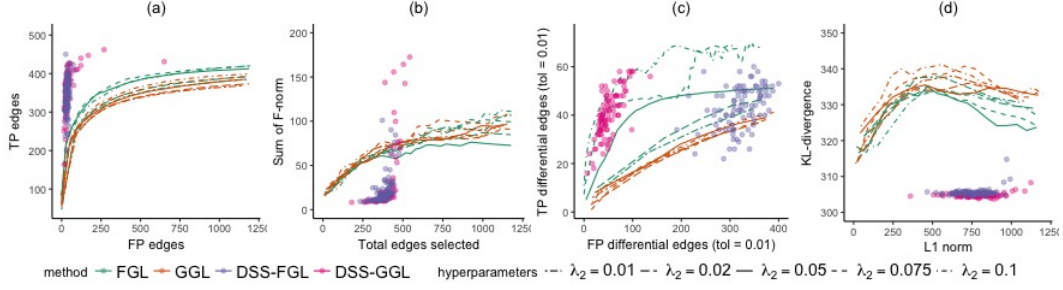 (a)
TP edges
500
400
300
200
100
0 250 500 750 1000 1250
FP edges
(b)
Sum of F-norm
200
150
100
50
0
0 250 500 750 1000 1250
Total edges selected
(c)
TP differential edges (tol = 0.01)
80
60
40
20
0
0 100 200 300 400
FP differential edges (tol = 0.01)
(d)
KL-divergence
360
350
340
330
320
310
300
0 250 500 750 1000 1250
L1 norm
method FGL GGL DSS-FGL DSS-GGL hyperparameters λ₂ = 0.01 λ₂ = 0.02 λ₂ = 0.05 λ₂ = 0.075 λ₂ = 0.1